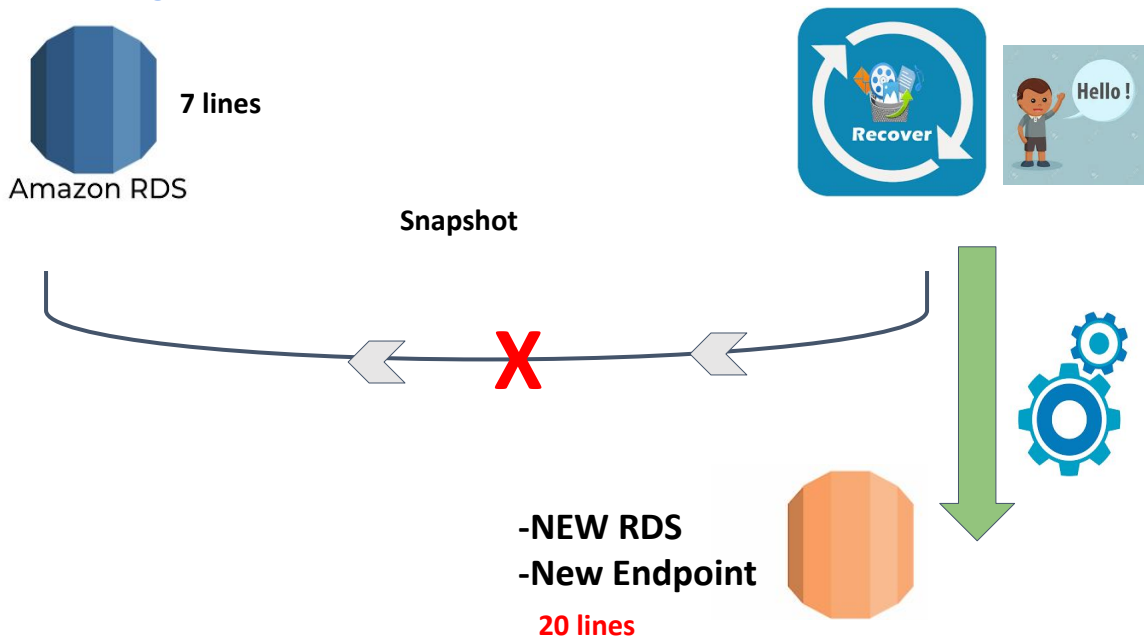 7 lines
Amazon RDS
Recover
Hello !
Snapshot
X
-NEW RDS
-New Endpoint
20 lines